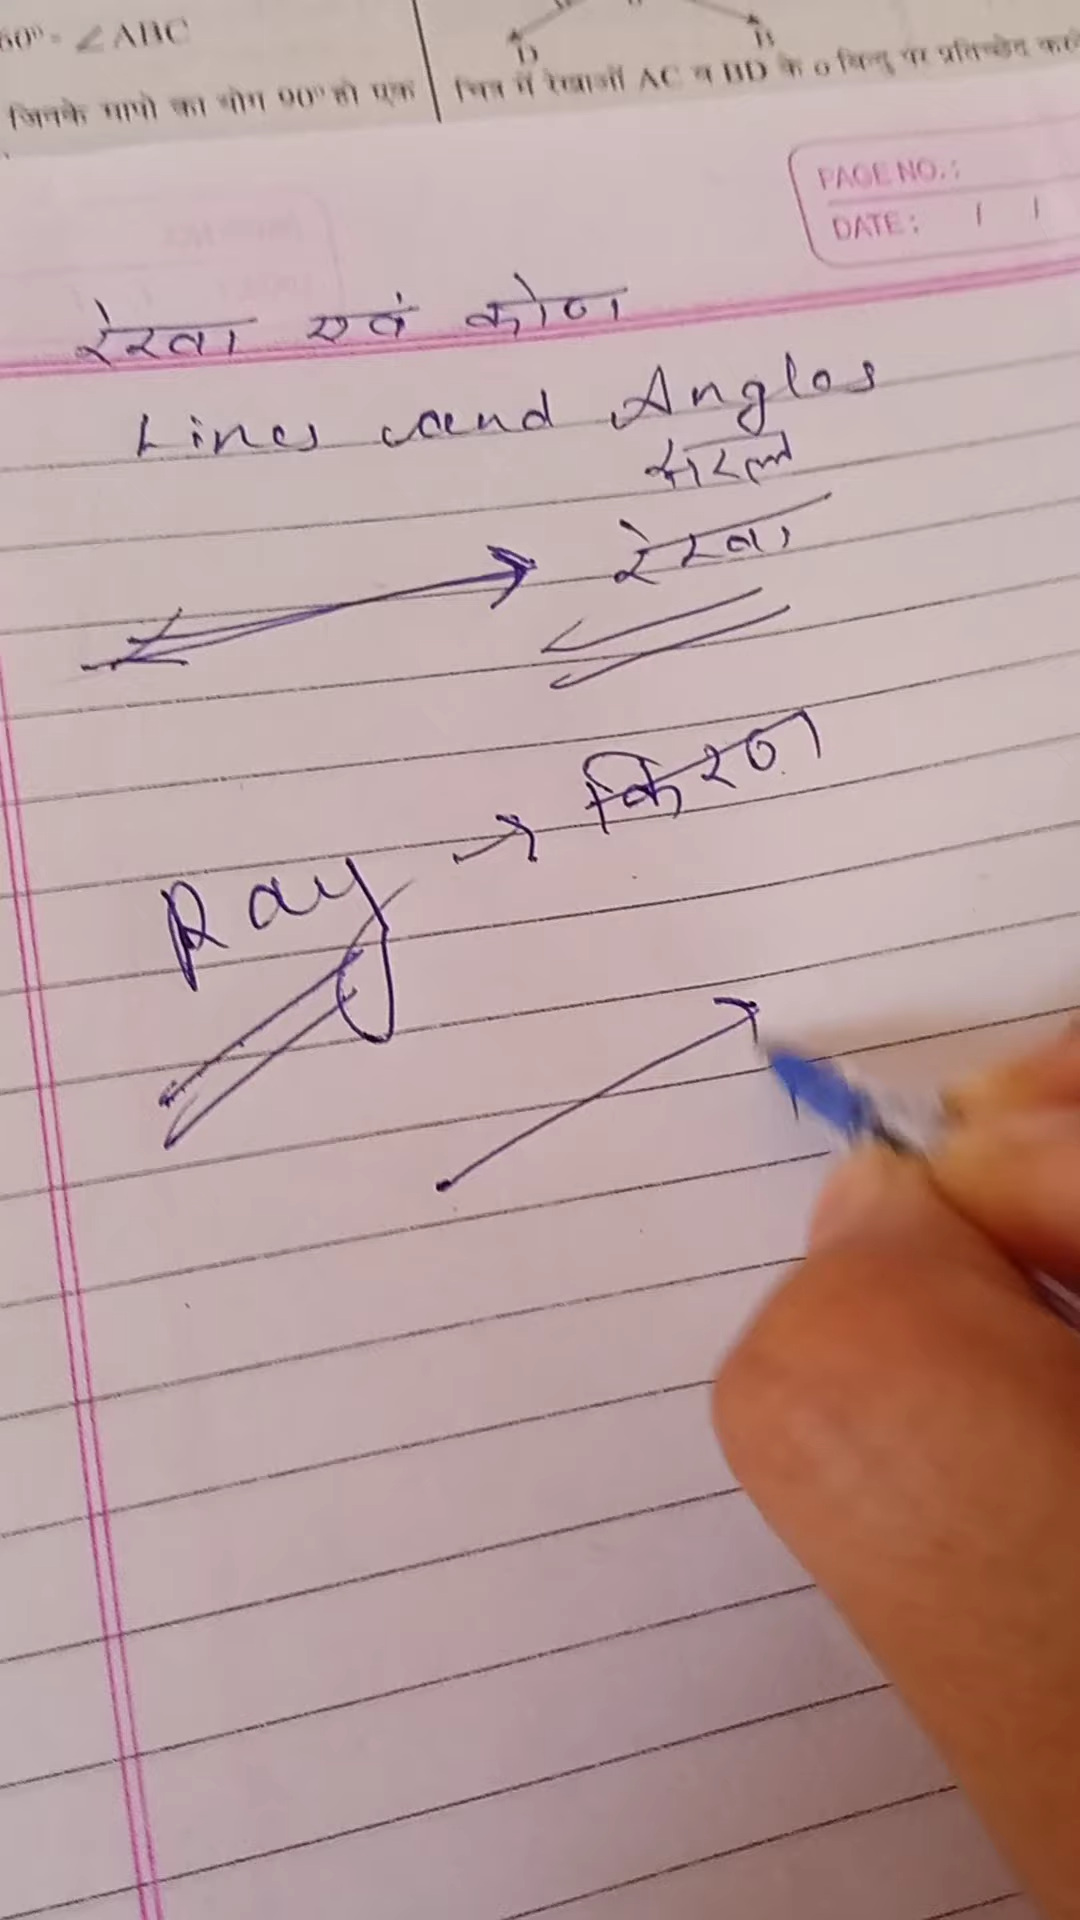 60° = ∠ABC
जिनके मापो का योग 90° हो एक
D B
चित्र में रेखाओं AC व BD के o बिन्दु पर प्रतिच्छेद करते
PAGE NO.:
DATE: / /
रेखा एवं कोण
Lines and Angles
सरल
रेखा
Ray → किरण